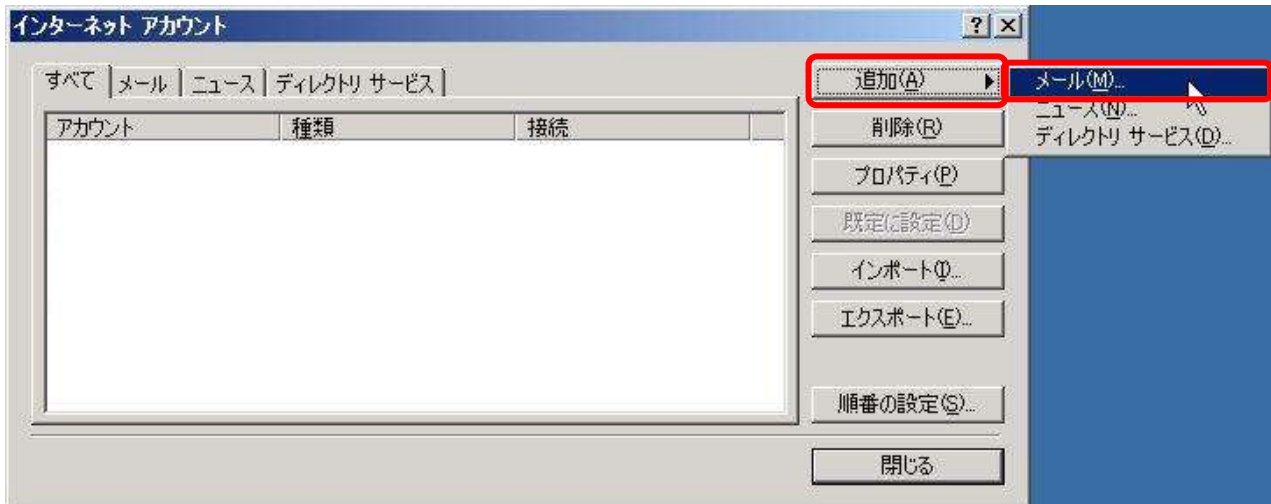 インターネット アカウント
すべて メール ニュース ディレクトリ サービス
アカウント 種類 接続
追加(A)
削除(R)
プロパティ(P)
既定に設定(D)
インポート(I)...
エクスポート(E)...
順番の設定(S)...
閉じる
メール(M)...
ニュース(N)...
ディレクトリ サービス(D)...